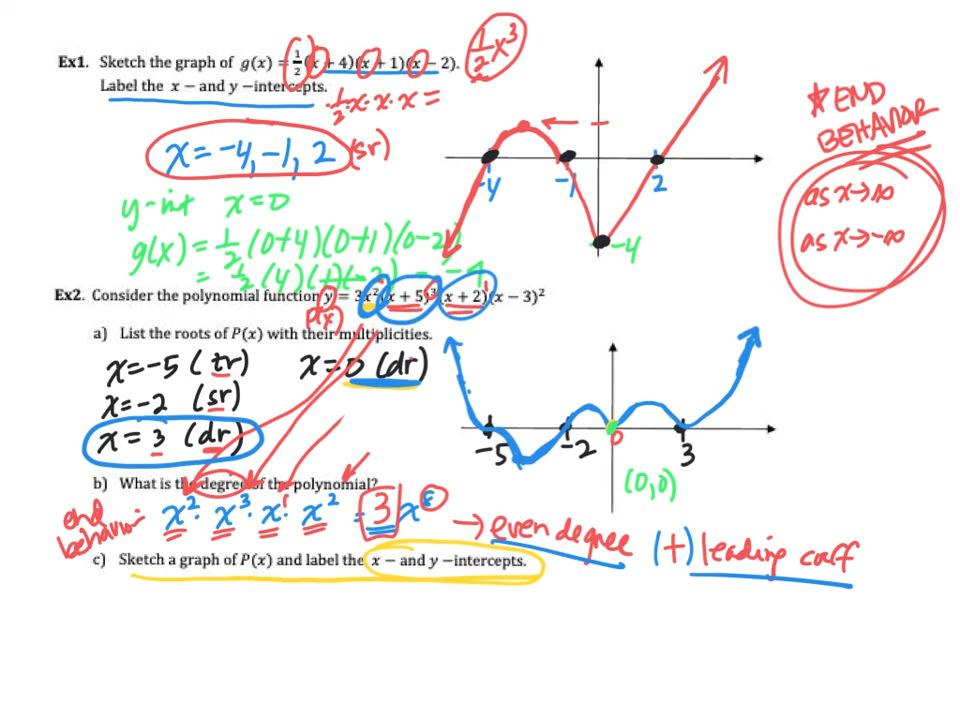 Ex1. Sketch the graph of g(x) = 1/2(x + 4)(x + 1)(x − 2).
1/2x³
Label the x − and y −intercepts.
1/2x· x· x =
x = -4, -1, 2 (sr)
y-int x=0
g(x) = 1/2 (0+4)(0+1)(0-2)
= 1/2 (4)(1)(-2) = -4
-4
-1
2
-4
* END
BEHAVIOR
as x→∞
as x→-∞
Ex2. Consider the polynomial function y = 3x²(x + 5)³(x + 2)(x − 3)²
P(x)
1
a) List the roots of P(x) with their multiplicities.
x=-5 (tr) x=0 (dr)
x=-2 (sr)
x = 3 (dr)
-5
-2
0
3
(0,0)
b) What is the degree of the polynomial?
end
behavior
x²· x³· x¹· x² = 3x⁸ → even degree (+) leading coeff
c) Sketch a graph of P(x) and label the x − and y −intercepts.